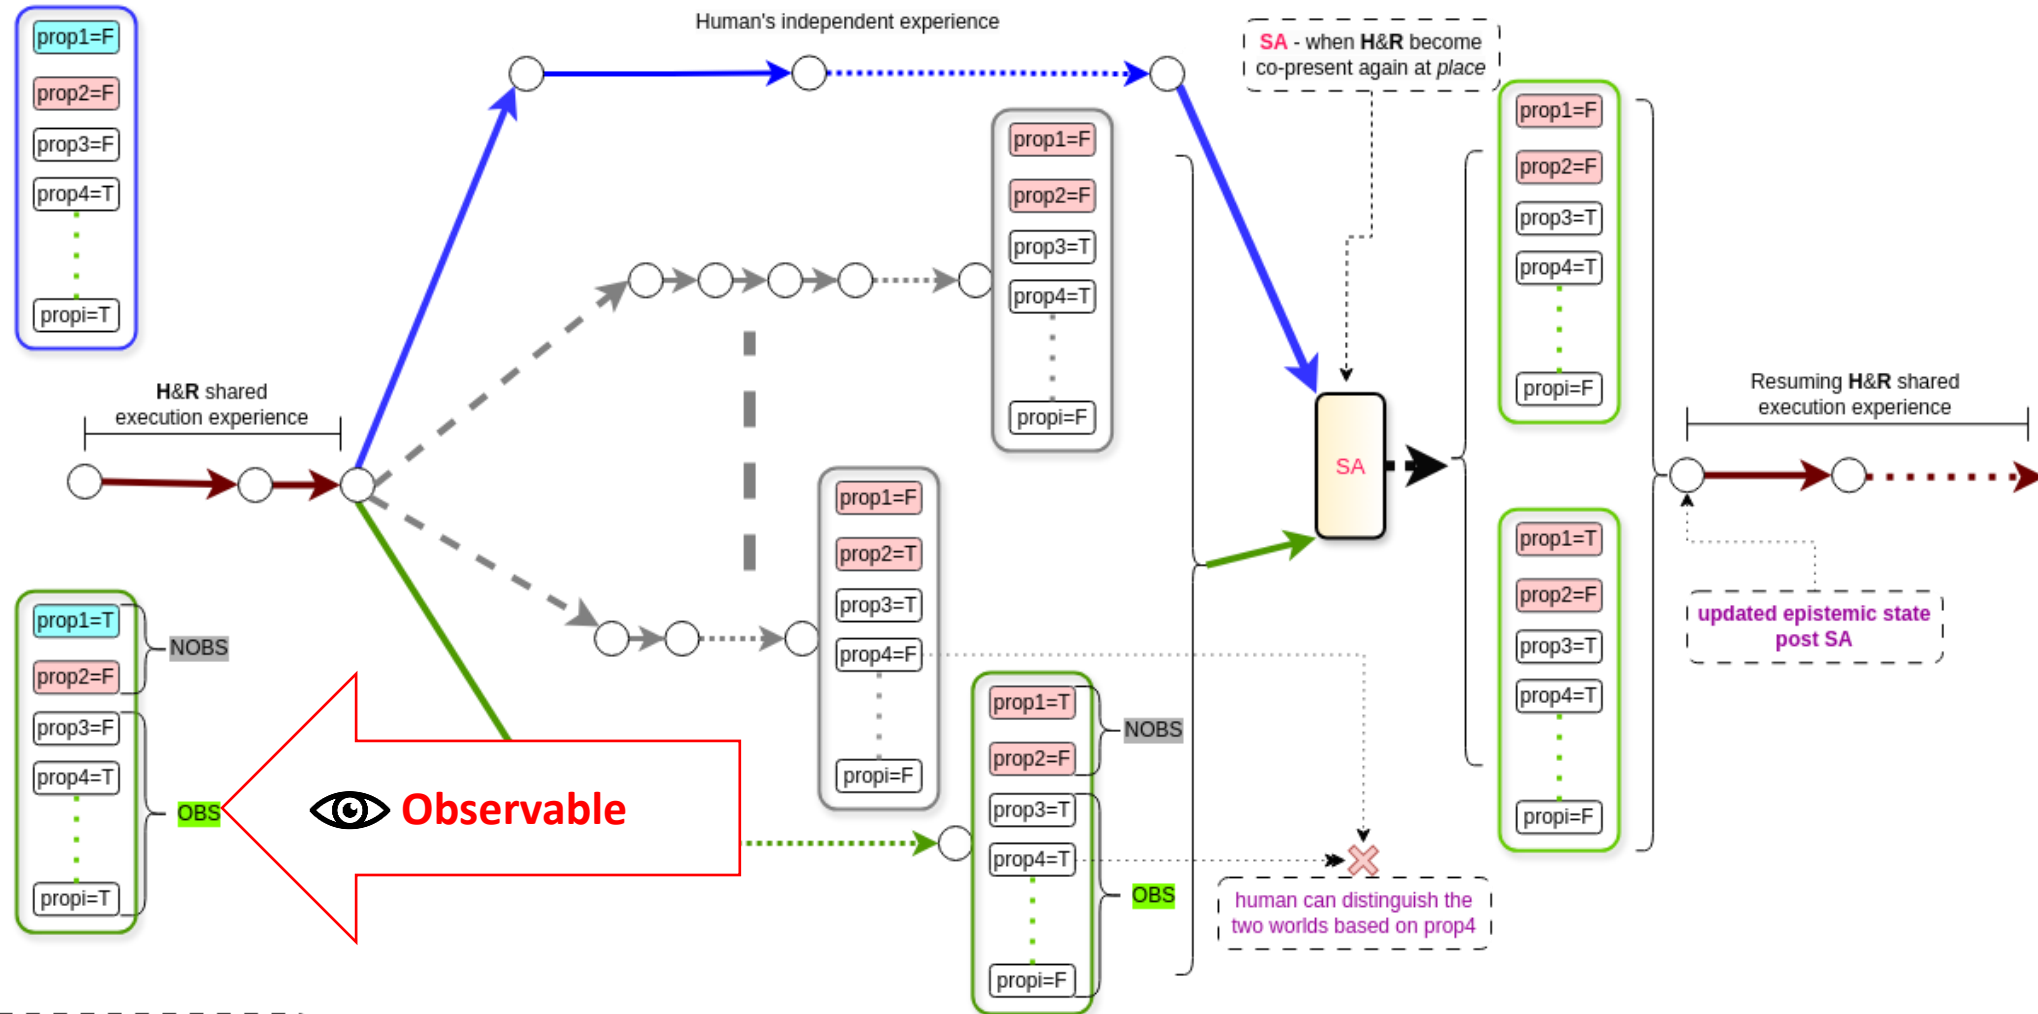 Human's independent experience
SA - when H&R become
co-present again at place
prop1=F
prop2=F
prop3=F
prop4=T
propi=T
prop1=F
prop2=F
prop3=T
prop4=T
propi=F
prop1=F
prop2=F
prop3=T
prop4=T
propi=F
H&R shared
execution experience
Resuming H&R shared
execution experience
SA
prop1=F
prop2=T
prop3=T
prop4=F
propi=F
prop1=T
prop2=F
prop3=T
prop4=T
propi=F
updated epistemic state
post SA
prop1=T
prop2=F
prop3=F
prop4=T
propi=T
NOBS
OBS
Observable
prop1=T
prop2=F
prop3=T
prop4=T
propi=F
NOBS
OBS
human can distinguish the
two worlds based on prop4